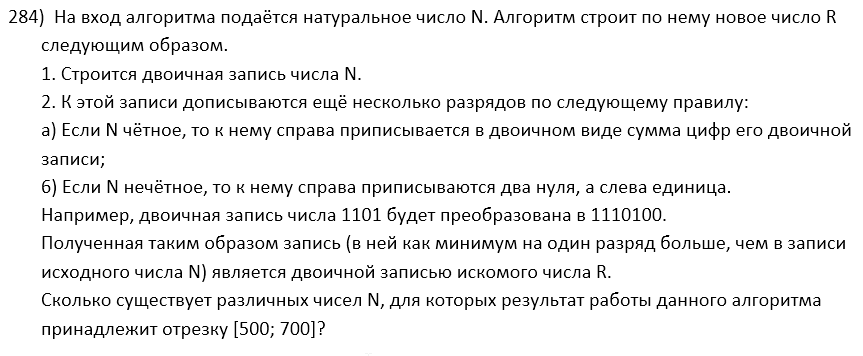 284) На вход алгоритма подаётся натуральное число N. Алгоритм строит по нему новое число R
следующим образом.
1. Строится двоичная запись числа N.
2. К этой записи дописываются ещё несколько разрядов по следующему правилу:
а) Если N чётное, то к нему справа приписывается в двоичном виде сумма цифр его двоичной
записи;
б) Если N нечётное, то к нему справа приписываются два нуля, а слева единица.
Например, двоичная запись числа 1101 будет преобразована в 1110100.
Полученная таким образом запись (в ней как минимум на один разряд больше, чем в записи
исходного числа N) является двоичной записью искомого числа R.
Сколько существует различных чисел N, для которых результат работы данного алгоритма
принадлежит отрезку [500; 700]?